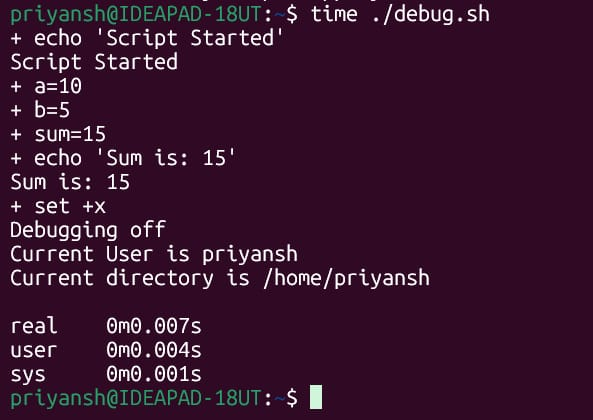 priyansh@IDEAPAD-18UT:~$ time ./debug.sh
+ echo 'Script Started'
Script Started
+ a=10
+ b=5
+ sum=15
+ echo 'Sum is: 15'
Sum is: 15
+ set +x
Debugging off
Current User is priyansh
Current directory is /home/priyansh

real    0m0.007s
user    0m0.004s
sys     0m0.001s
priyansh@IDEAPAD-18UT:~$